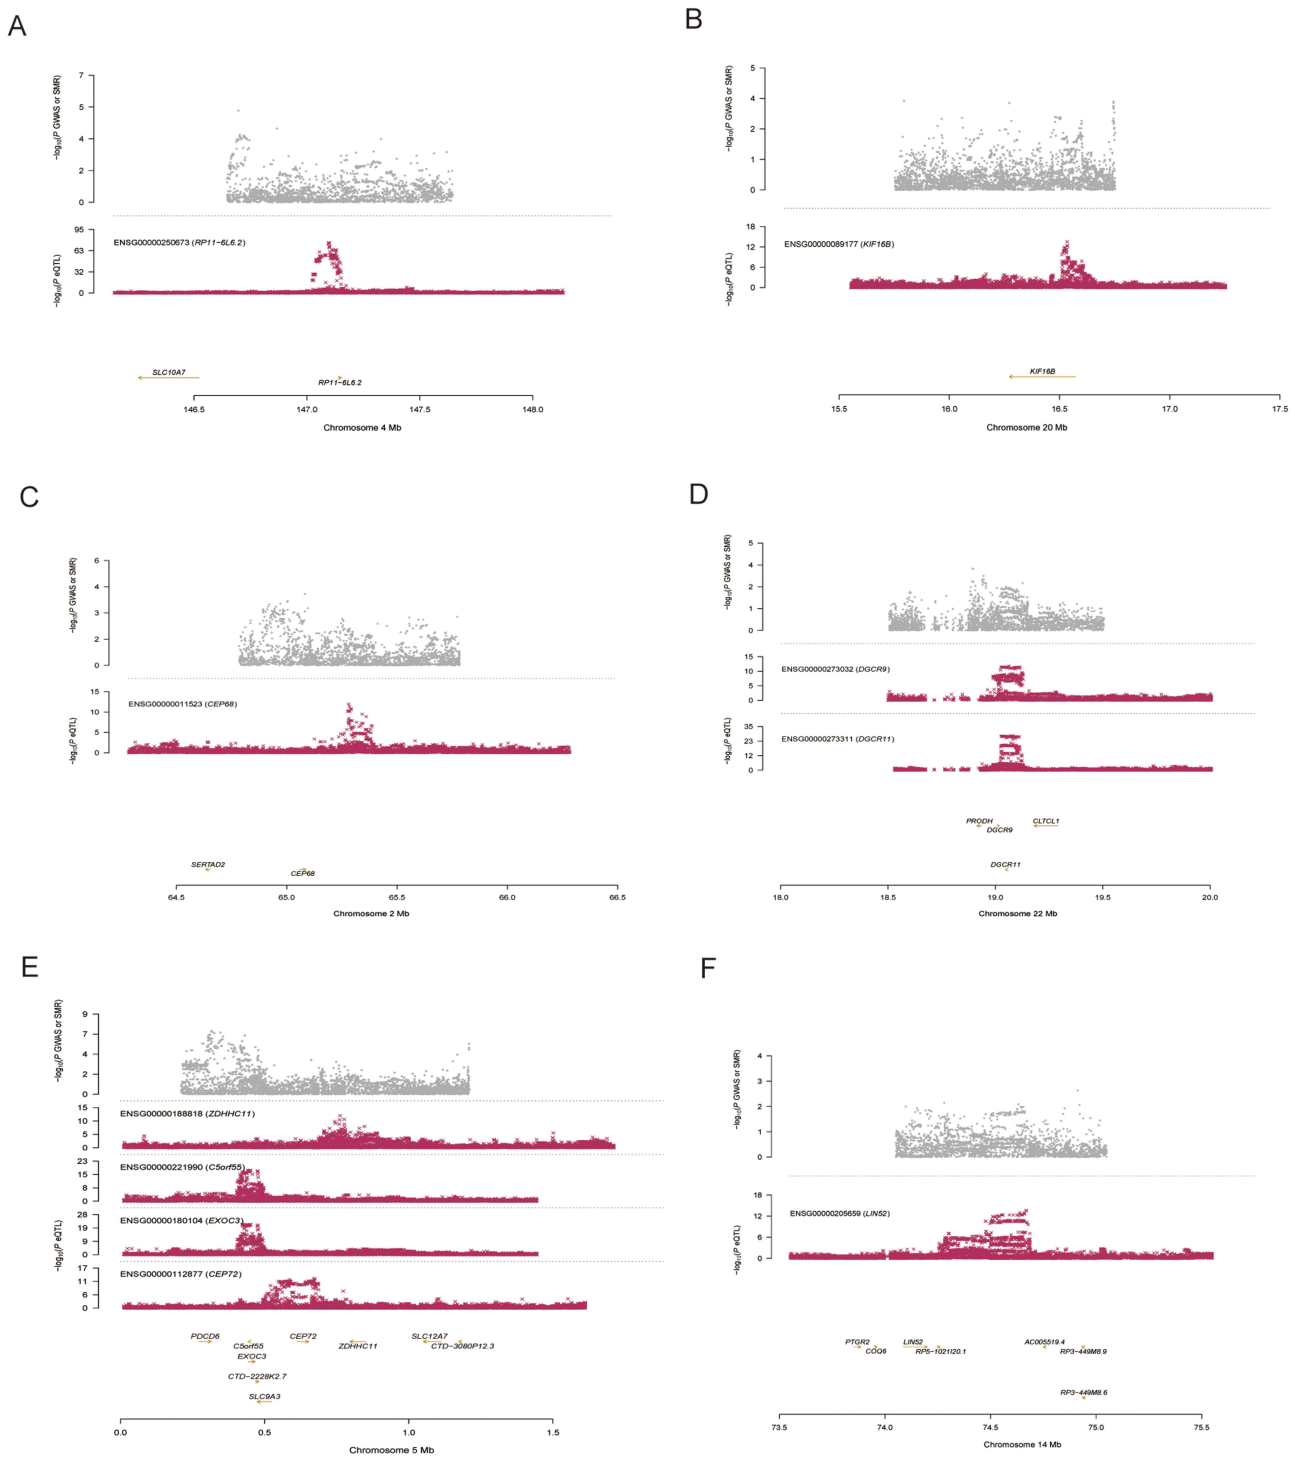 A
−log10(P GWAS or SMR)
7
5
4
2
0
ENSG00000250673 (RP11−6L6.2)
−log10(P eQTL)
95
63
32
0
SLC10A7
RP11−6L6.2
146.5 147.0 147.5 148.0
Chromosome 4 Mb
B
−log10(P GWAS or SMR)
5
4
2
1
0
ENSG00000089177 (KIF16B)
−log10(P eQTL)
18
12
6
0
KIF16B
15.5 16.0 16.5 17.0 17.5
Chromosome 20 Mb
C
−log10(P GWAS or SMR)
6
4
3
2
0
ENSG00000011523 (CEP68)
−log10(P eQTL)
15
10
5
0
SERTAD2
CEP68
64.5 65.0 65.5 66.0 66.5
Chromosome 2 Mb
D
−log10(P GWAS or SMR)
5
4
2
1
0
ENSG00000273032 (DGCR9)
15
10
5
0
ENSG00000273311 (DGCR11)
−log10(P eQTL)
35
23
12
0
PRODH
DGCR9
CLTCL1
DGCR11
18.0 18.5 19.0 19.5 20.0
Chromosome 22 Mb
E
−log10(P GWAS or SMR)
9
7
4
2
0
ENSG00000188818 (ZDHHC11)
15
10
5
0
ENSG00000221990 (C5orf55)
23
15
8
0
ENSG00000180104 (EXOC3)
28
19
9
0
ENSG00000112877 (CEP72)
−log10(P eQTL)
17
11
6
0
PDCD6 CEP72 SLC12A7
C5orf55 ZDHHC11 CTD−3080P12.3
EXOC3
CTD−2228K2.7
SLC9A3
0.0 0.5 1.0 1.5
Chromosome 5 Mb
F
−log10(P GWAS or SMR)
4
3
2
1
0
ENSG00000205659 (LIN52)
−log10(P eQTL)
18
12
6
0
PTGR2 LIN52 AC005519.4
COQ6 RP5−1021I20.1 RP3−449M8.9
RP3−449M8.6
73.5 74.0 74.5 75.0 75.5
Chromosome 14 Mb